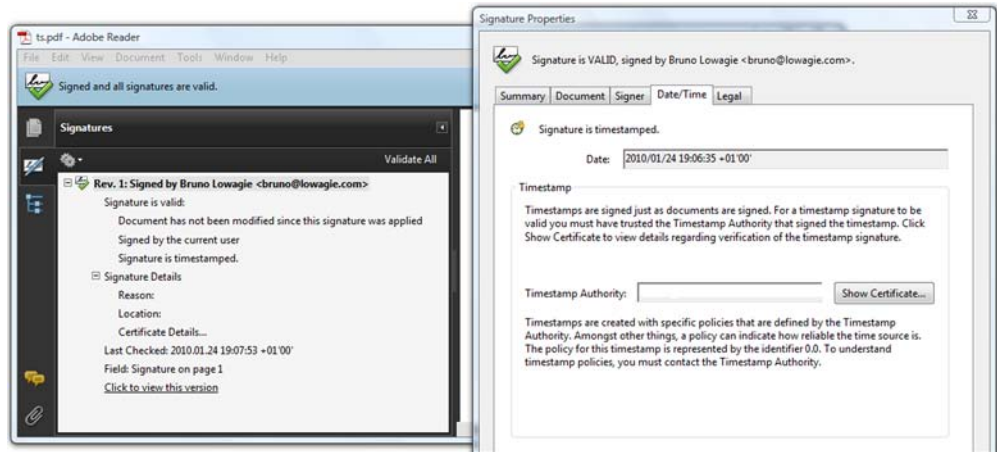 ts.pdf - Adobe Reader
File Edit View Document Tools Window Help
Signed and all signatures are valid.
Signatures
Validate All
Rev. 1: Signed by Bruno Lowagie <bruno@lowagie.com>
Signature is valid:
Document has not been modified since this signature was applied
Signed by the current user
Signature is timestamped.
Signature Details
Reason:
Location:
Certificate Details...
Last Checked: 2010.01.24 19:07:53 +01'00'
Field: Signature on page 1
Click to view this version
Signature Properties
Signature is VALID, signed by Bruno Lowagie <bruno@lowagie.com>.
Summary Document Signer Date/Time Legal
Signature is timestamped.
Date: 2010/01/24 19:06:35 +01'00'
Timestamp
Timestamps are signed just as documents are signed. For a timestamp signature to be
valid you must have trusted the Timestamp Authority that signed the timestamp. Click
Show Certificate to view details regarding verification of the timestamp signature.
Timestamp Authority: Show Certificate...
Timestamps are created with specific policies that are defined by the Timestamp
Authority. Amongst other things, a policy can indicate how reliable the time source is.
The policy for this timestamp is represented by the identifier 0.0. To understand
timestamp policies, you must contact the Timestamp Authority.